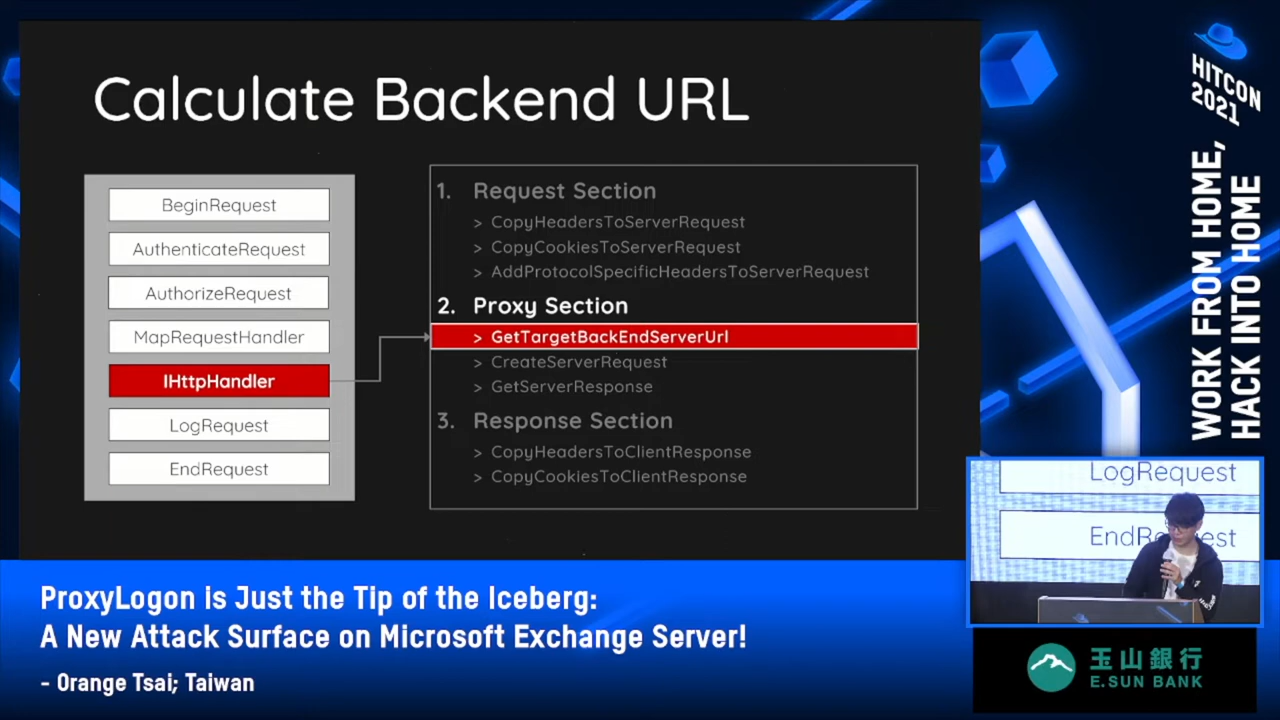 Calculate Backend URL
BeginRequest
AuthenticateRequest
AuthorizeRequest
MapRequestHandler
IHttpHandler
LogRequest
EndRequest
1. Request Section
> CopyHeadersToServerRequest
> CopyCookiesToServerRequest
> AddProtocolSpecificHeadersToServerRequest
2. Proxy Section
> GetTargetBackEndServerUrl
> CreateServerRequest
> GetServerResponse
3. Response Section
> CopyHeadersToClientResponse
> CopyCookiesToClientResponse
HITCON
2021
WORK FROM HOME,
HACK INTO HOME
LogRequest
ProxyLogon is Just the Tip of the Iceberg:
A New Attack Surface on Microsoft Exchange Server!
- Orange Tsai; Taiwan
玉山銀行
E.SUN BANK